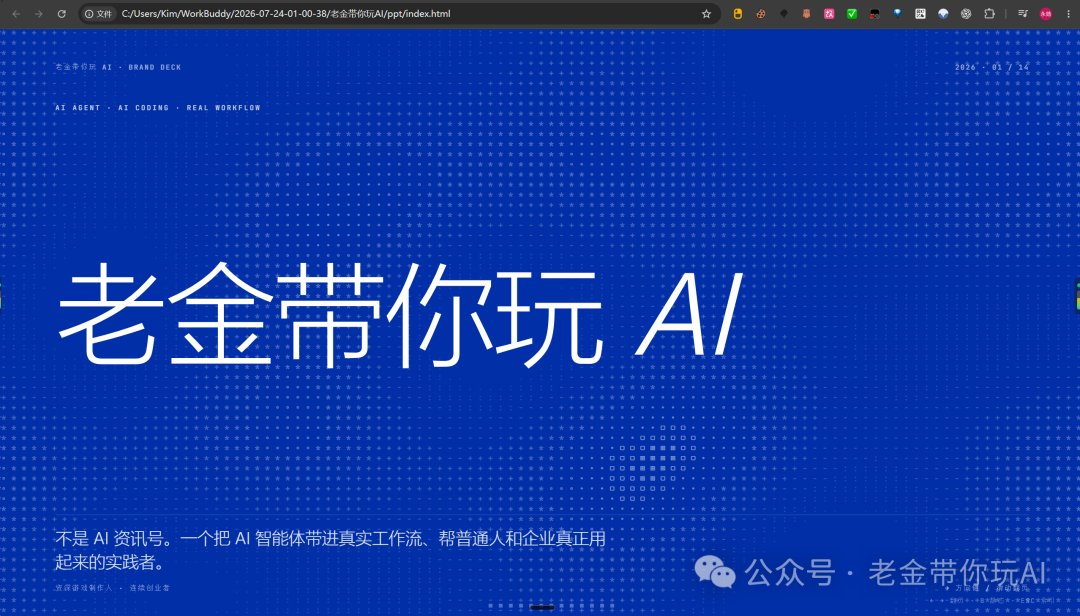 文件 C:/Users/Kim/WorkBuddy/2026-07-24-01-00-38/老金带你玩AI/ppt/index.html
老金带你玩 AI · BRAND DECK
2026 · 01 / 14
AI AGENT · AI CODING · REAL WORKFLOW
老金带你玩 AI
不是 AI 资讯号。一个把 AI 智能体带进真实工作流、帮普通人和企业真正用
起来的实践者。
资深游戏制作人 · 连续创业者
公众号 · 老金带你玩AI